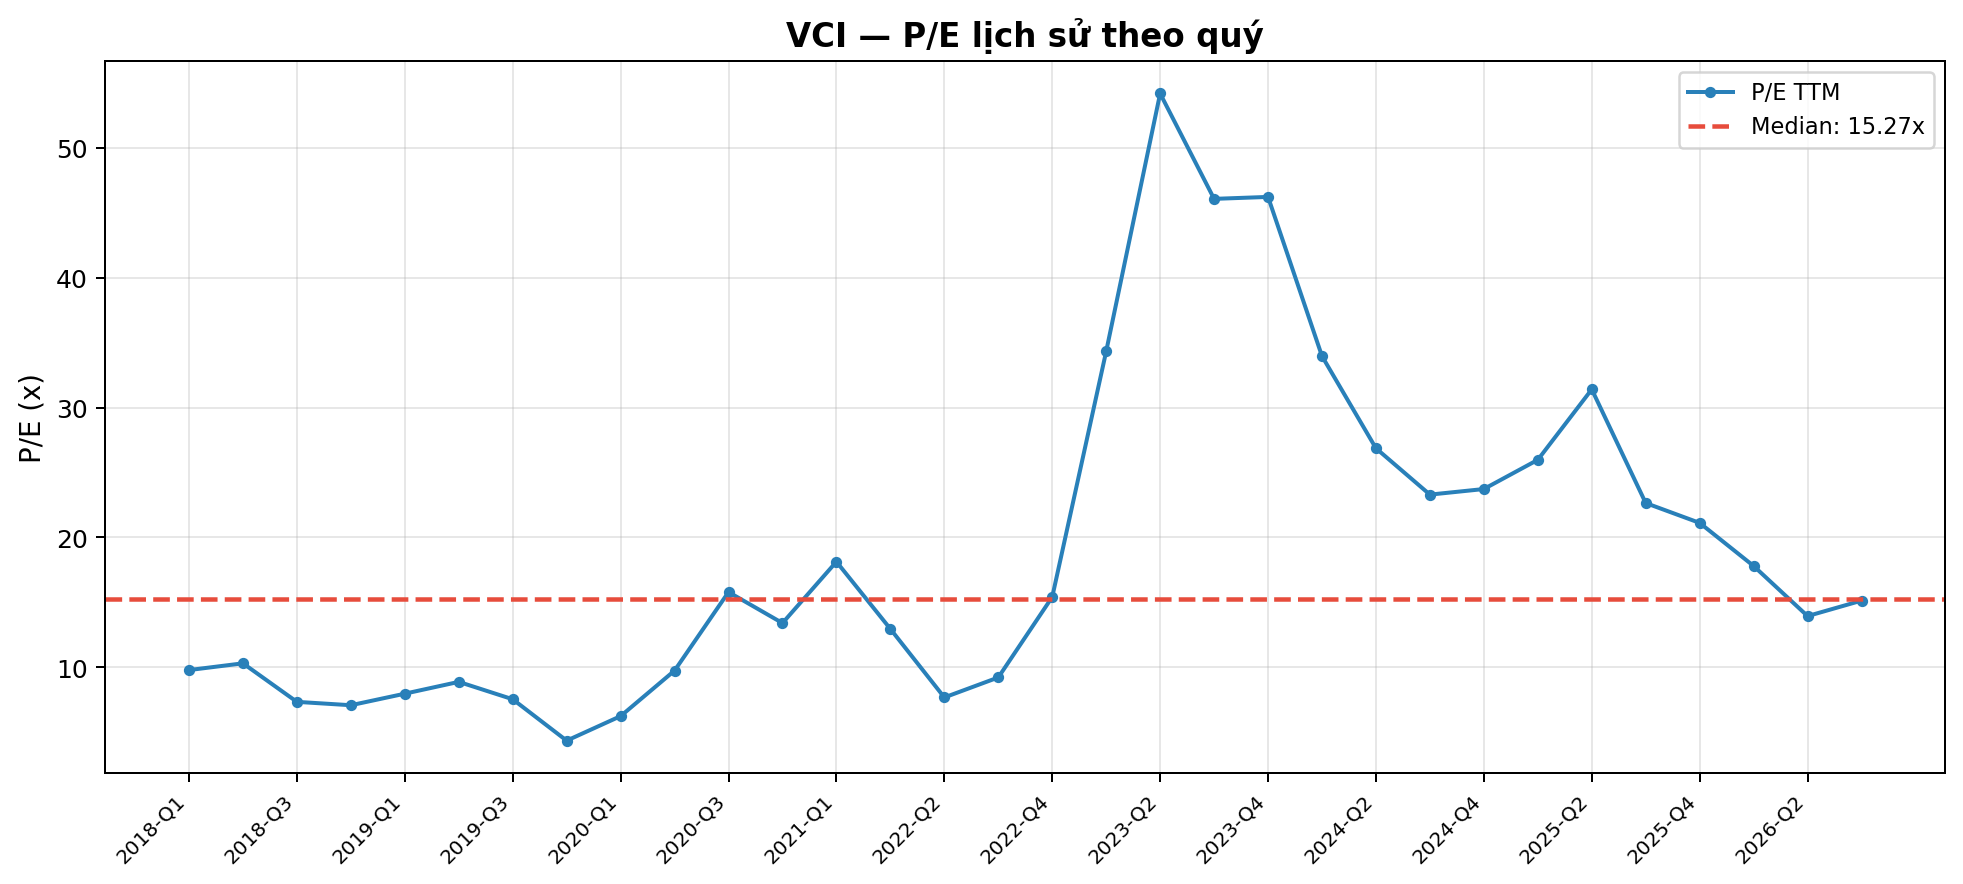 VCI — P/E lịch sử theo quý
P/E TTM
Median: 15.27x
P/E (x)
50
40
30
20
10
2018-Q1
2018-Q3
2019-Q1
2019-Q3
2020-Q1
2020-Q3
2021-Q1
2022-Q2
2022-Q4
2023-Q2
2023-Q4
2024-Q2
2024-Q4
2025-Q2
2025-Q4
2026-Q2